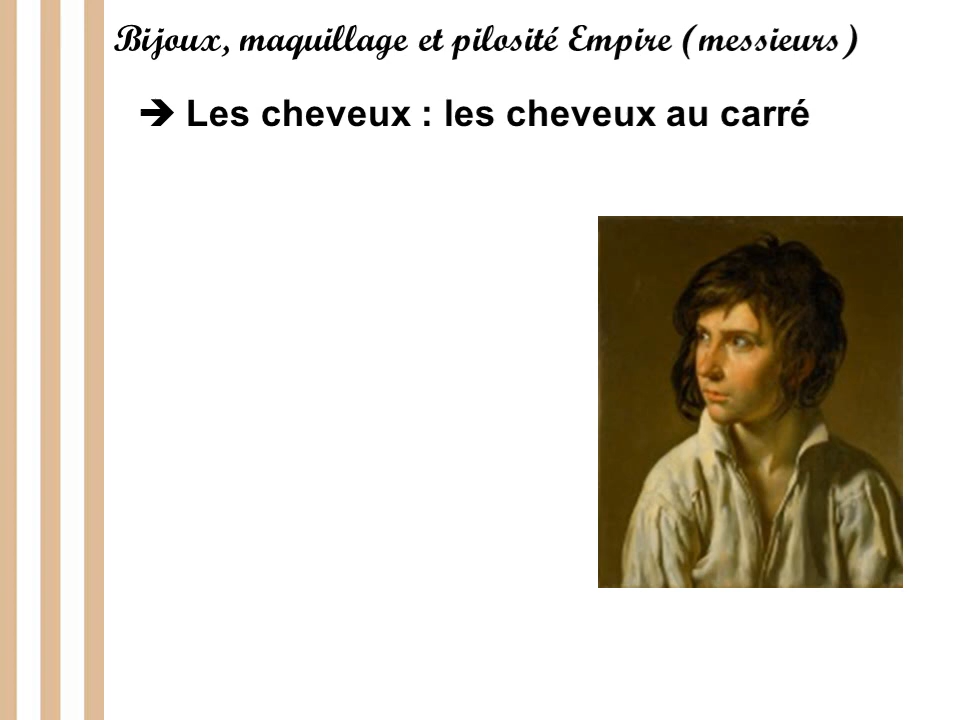 Bijoux, maquillage et pilosité Empire (messieurs)
➔ Les cheveux : les cheveux au carré